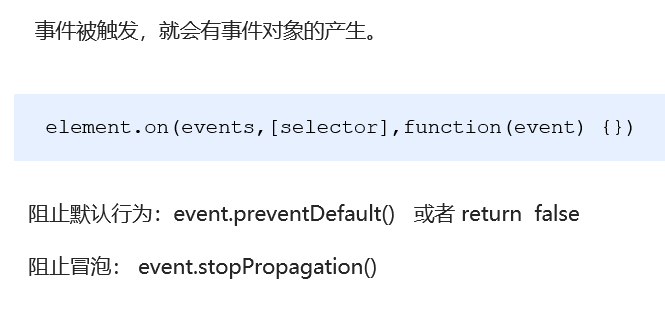 事件被触发，就会有事件对象的产生。
element.on(events,[selector],function(event) {})
阻止默认行为：event.preventDefault()   或者 return  false
阻止冒泡： event.stopPropagation()